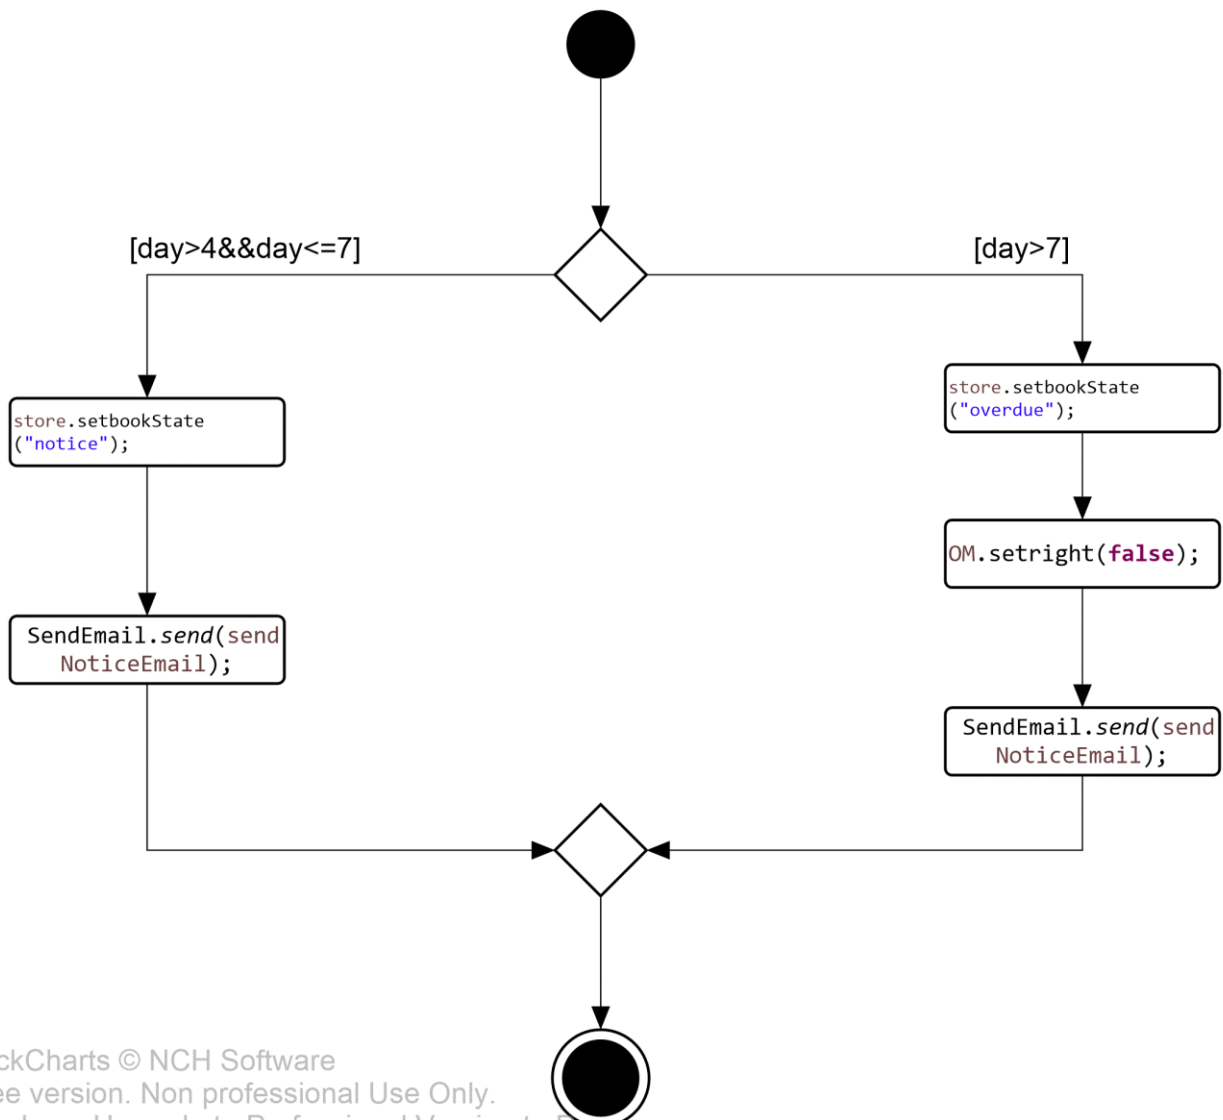 [day>4&&day<=7]
[day>7]
store.setbookState
("notice");
store.setbookState
("overdue");
OM.setright(false);
SendEmail.send(send
NoticeEmail);
SendEmail.send(send
NoticeEmail);
ckCharts © NCH Software
ee version. Non professional Use Only.